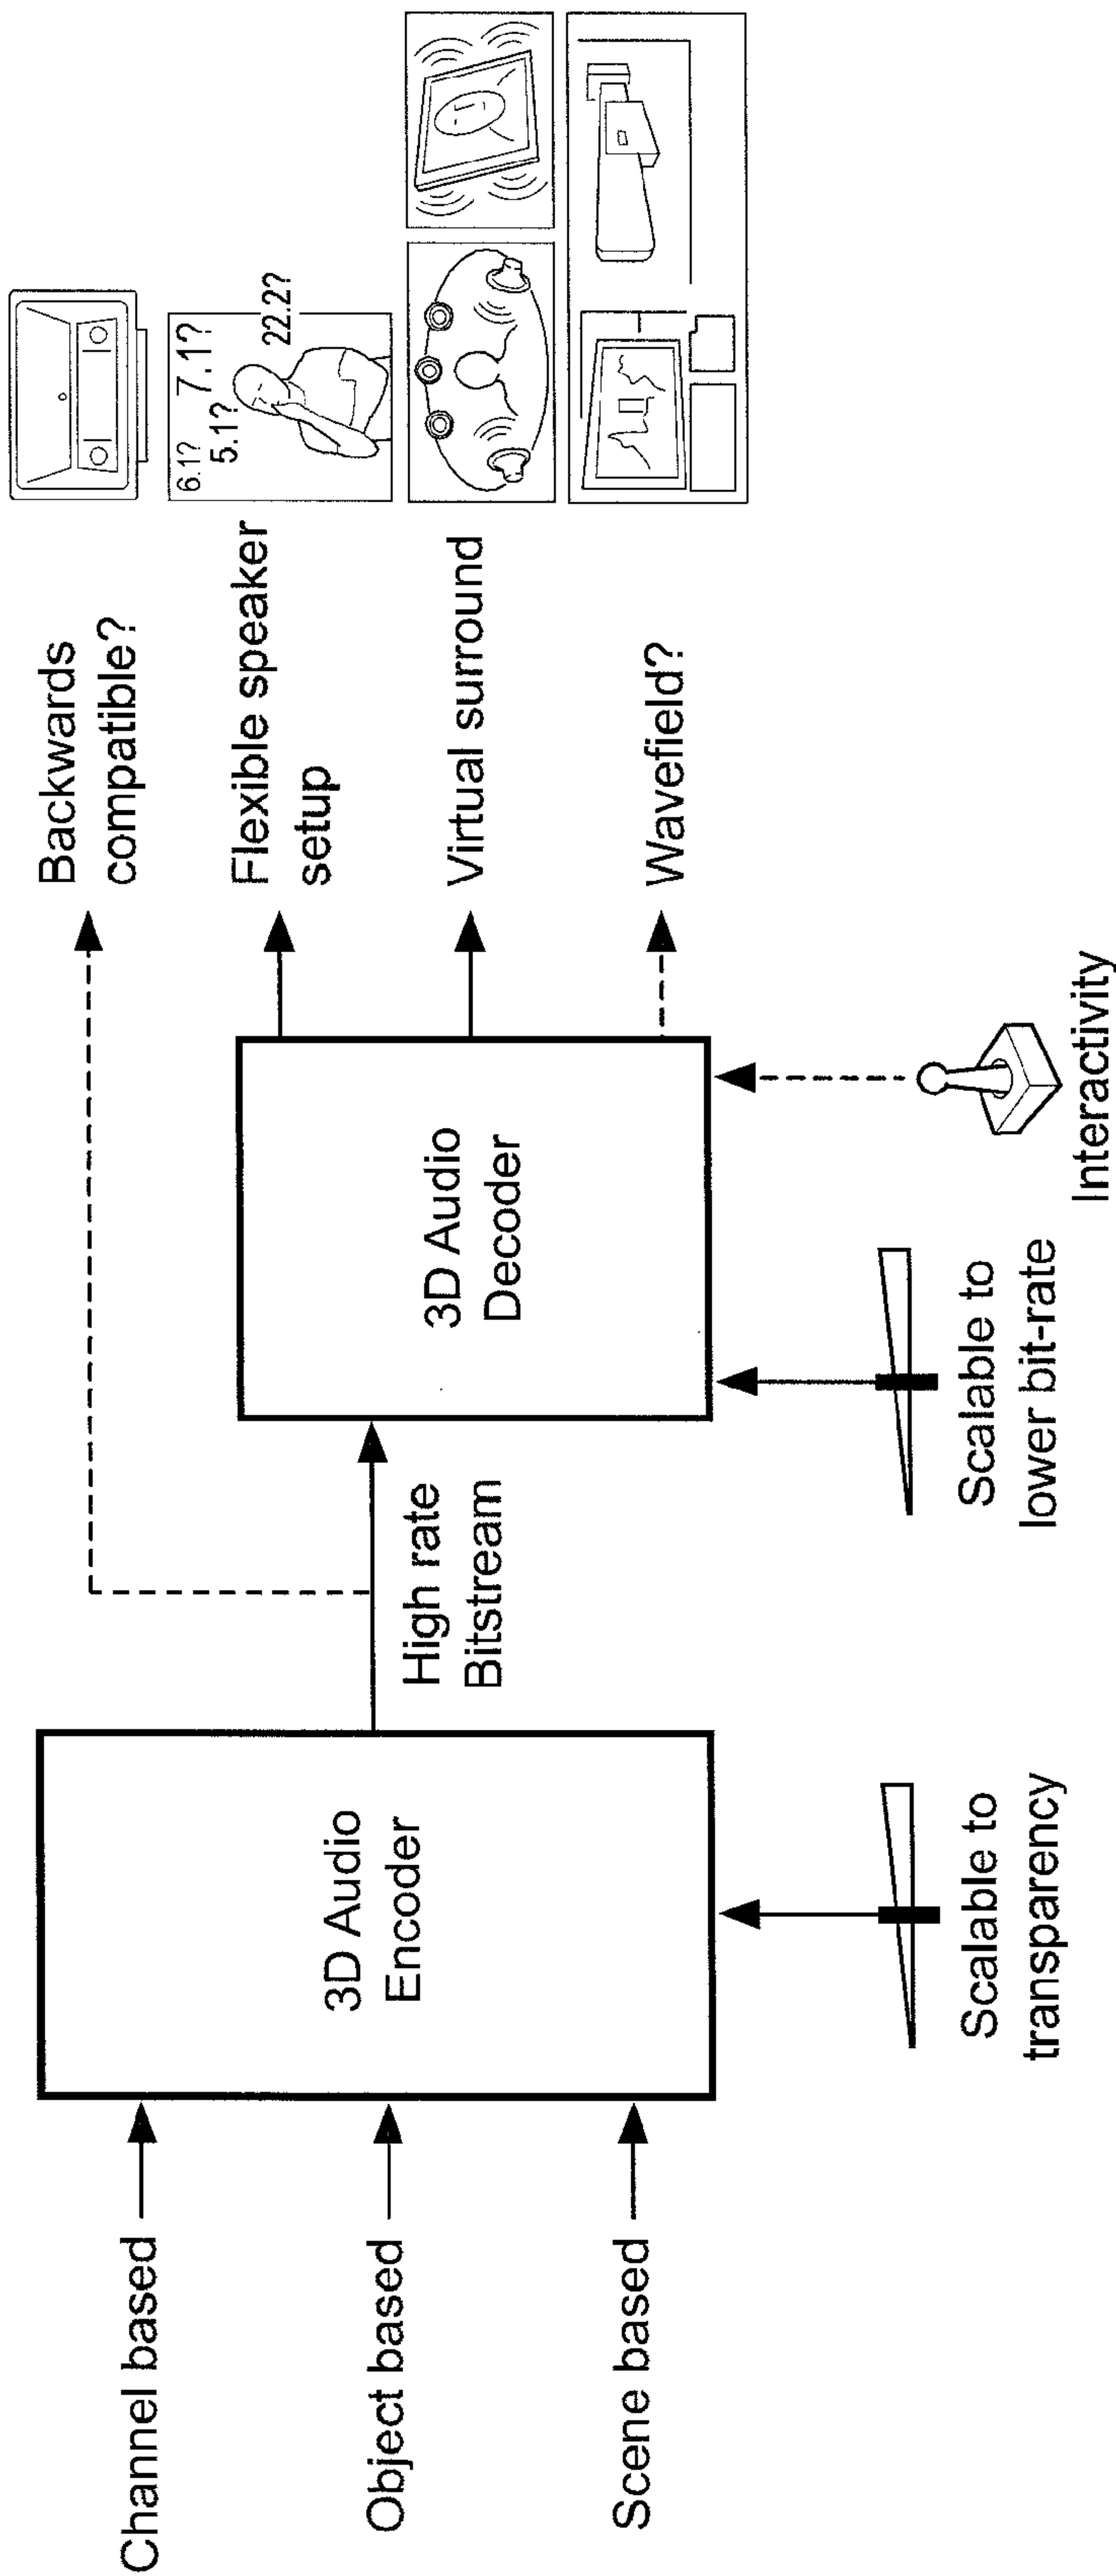 Channel based
Object based
Scene based
3D Audio
Encoder
Scalable to
transparency
High rate
Bitstream
3D Audio
Decoder
Scalable to
lower bit-rate
Interactivity
Backwards
compatible?
Flexible speaker
setup
Virtual surround
Wavefield?
6.1?
7.1?
5.1?
22.2?